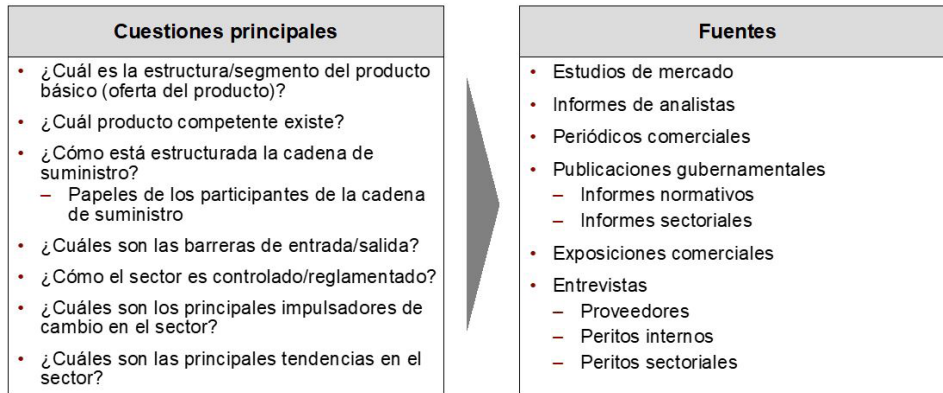 Cuestiones principales
• ¿Cuál es la estructura/segmento del producto
básico (oferta del producto)?
• ¿Cuál producto competente existe?
• ¿Cómo está estructurada la cadena de
suministro?
– Papeles de los participantes de la cadena
de suministro
• ¿Cuáles son las barreras de entrada/salida?
• ¿Cómo el sector es controlado/reglamentado?
• ¿Cuáles son los principales impulsadores de
cambio en el sector?
• ¿Cuáles son las principales tendencias en el
sector?
Fuentes
• Estudios de mercado
• Informes de analistas
• Periódicos comerciales
• Publicaciones gubernamentales
– Informes normativos
– Informes sectoriales
• Exposiciones comerciales
• Entrevistas
– Proveedores
– Peritos internos
– Peritos sectoriales